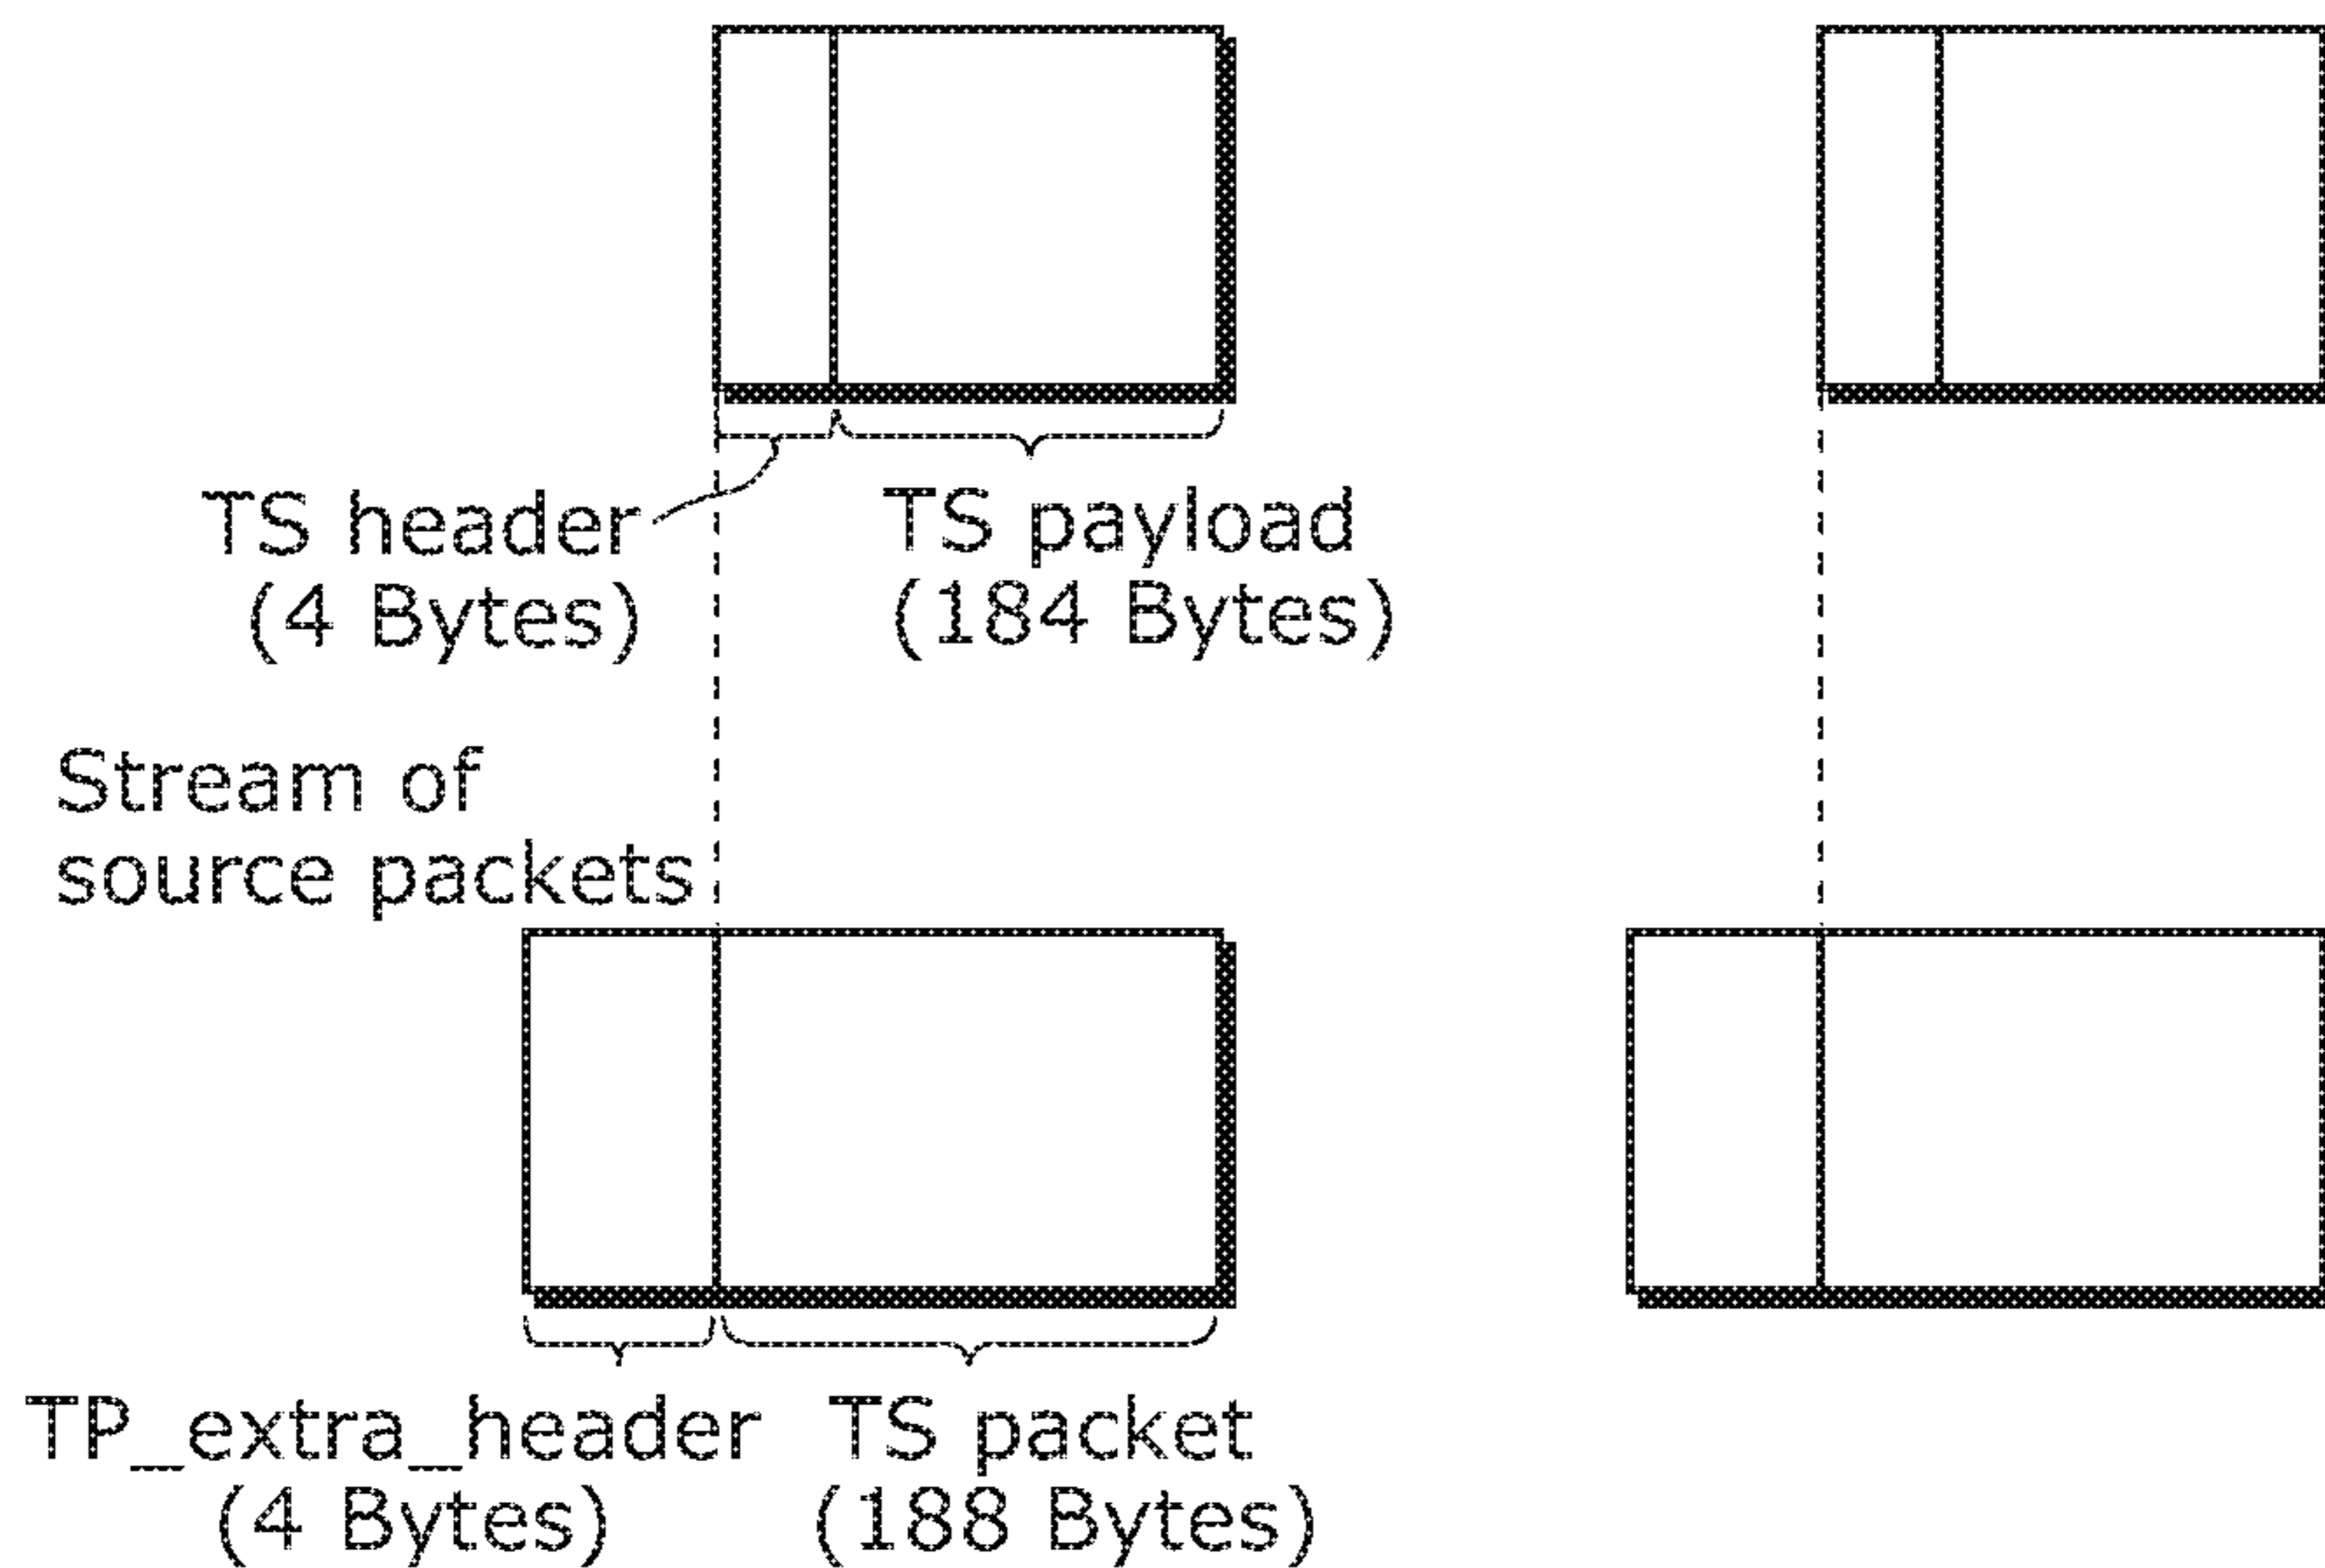 TS header
(4 Bytes)
TS payload
(184 Bytes)
Stream of
source packets
TP_extra_header
(4 Bytes)
TS packet
(188 Bytes)